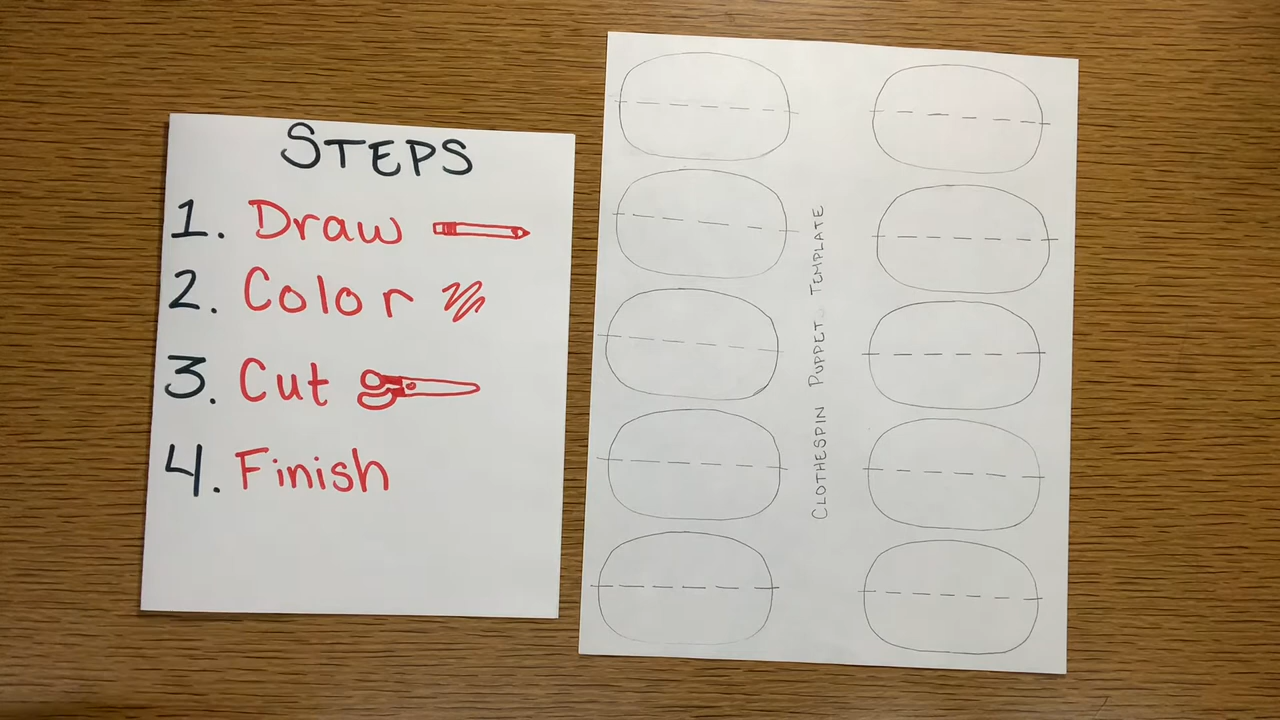 STEPS
1. Draw
2. Color
3. Cut
4. Finish
CLOTHESPIN PUPPET TEMPLATE